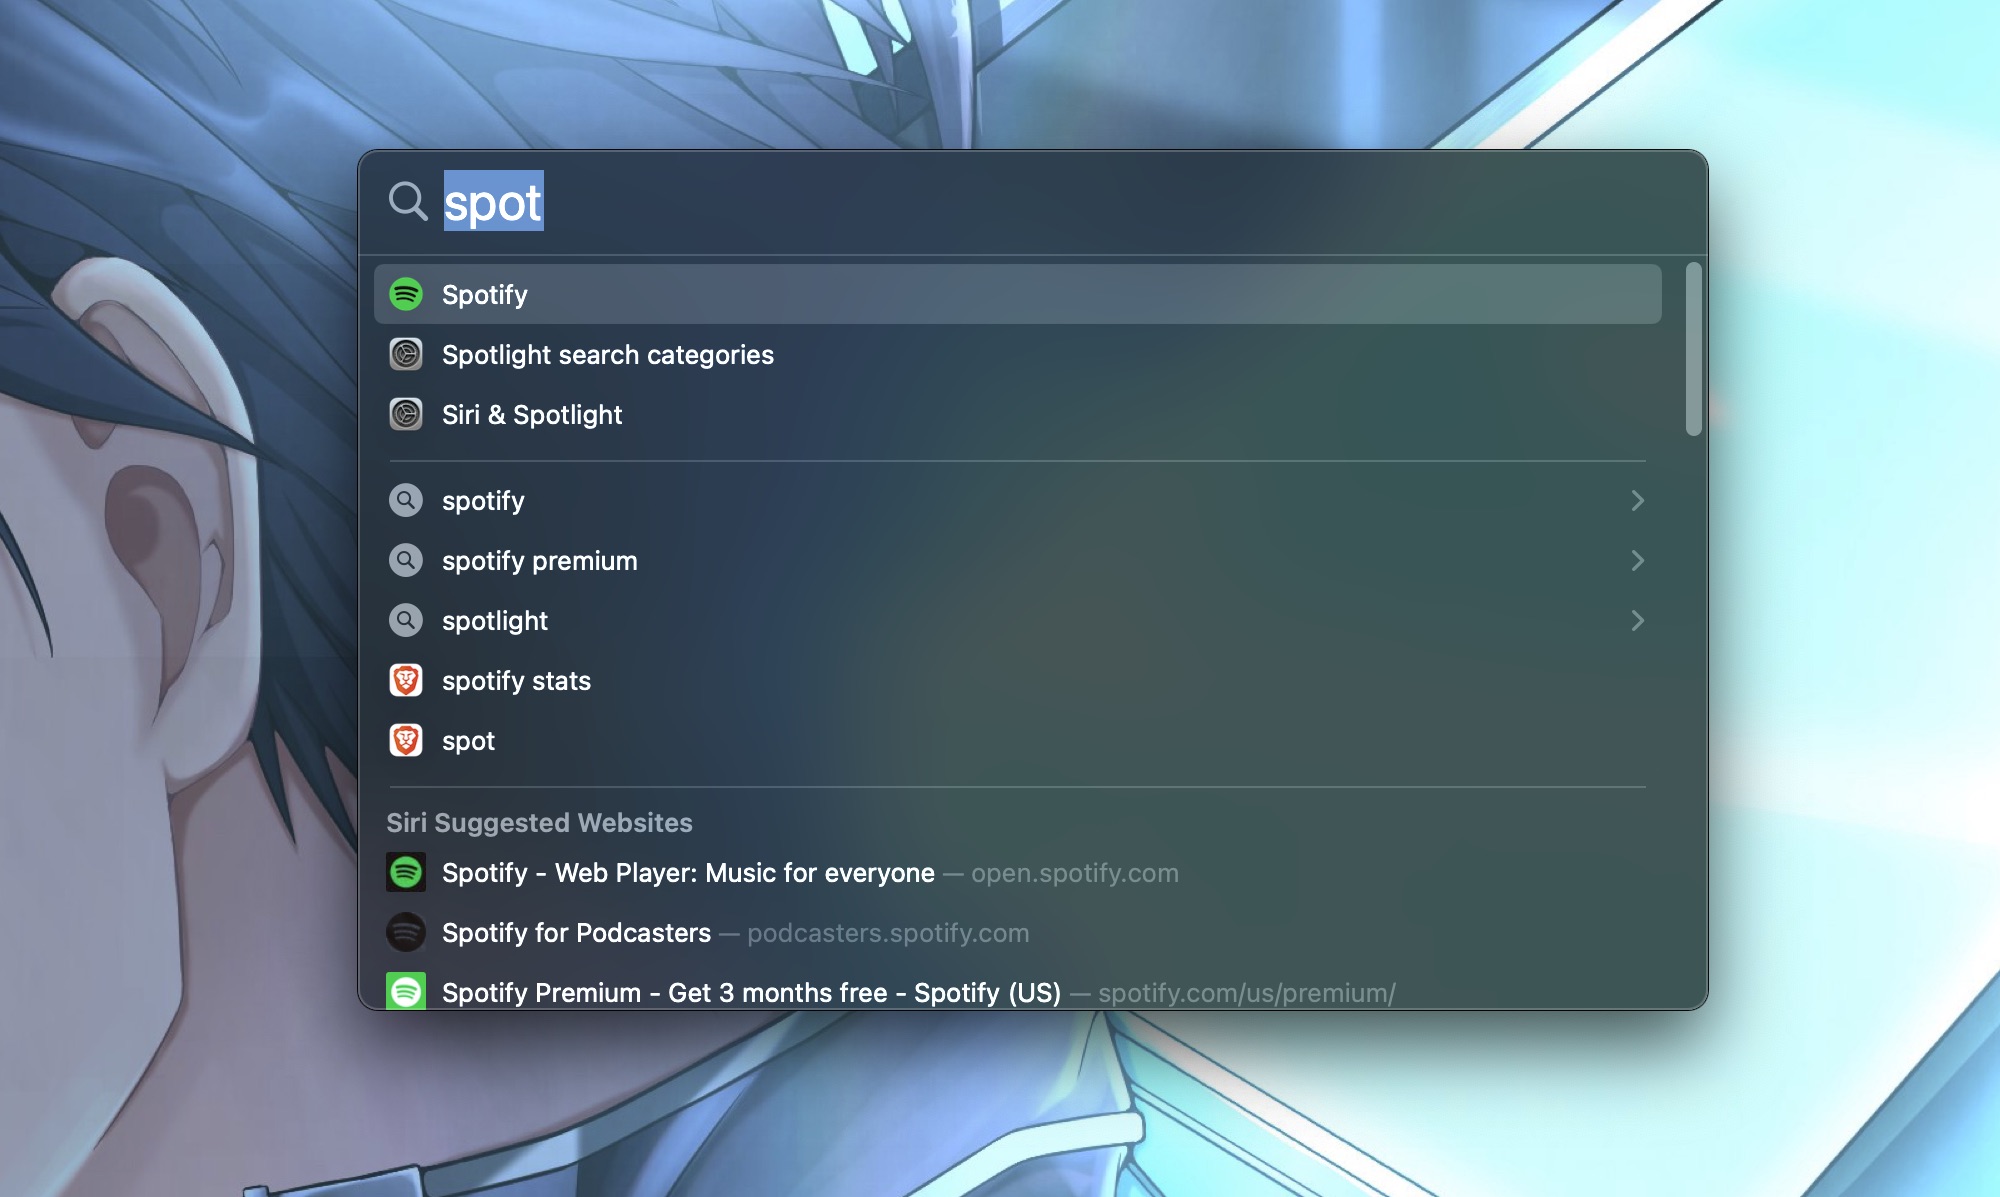 spot
Spotify
Spotlight search categories
Siri & Spotlight
spotify
spotify premium
spotlight
spotify stats
spot
Siri Suggested Websites
Spotify - Web Player: Music for everyone — open.spotify.com
Spotify for Podcasters — podcasters.spotify.com
Spotify Premium - Get 3 months free - Spotify (US) — spotify.com/us/premium/